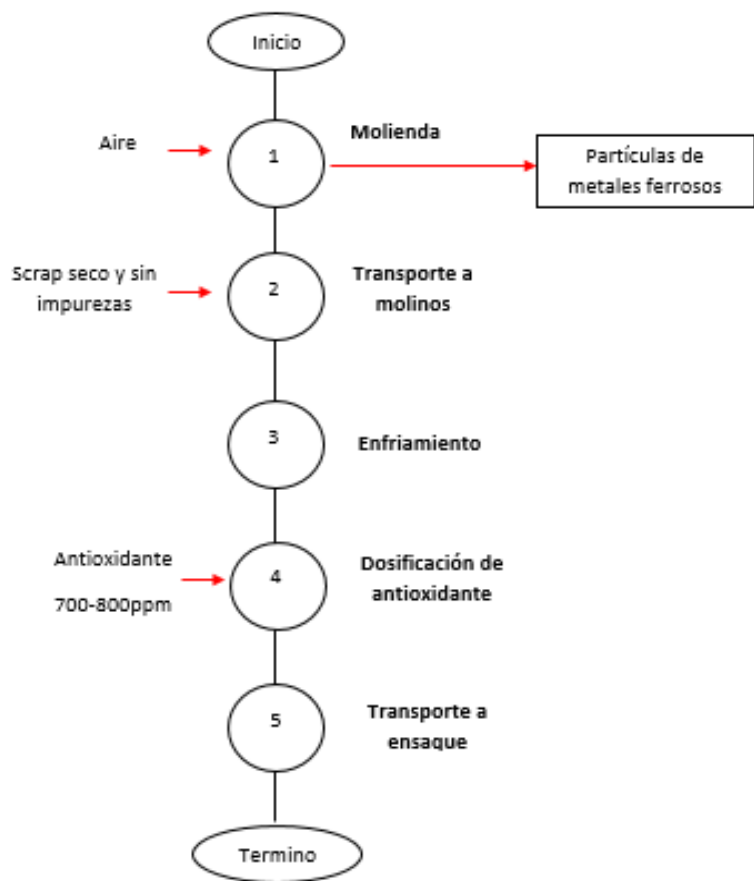 Inicio
Aire
1
Molienda
Partículas de
metales ferrosos
Scrap seco y sin
impurezas
2
Transporte a
molinos
3
Enfriamiento
Antioxidante
700-800ppm
4
Dosificación de
antioxidante
5
Transporte a
ensaque
Termino